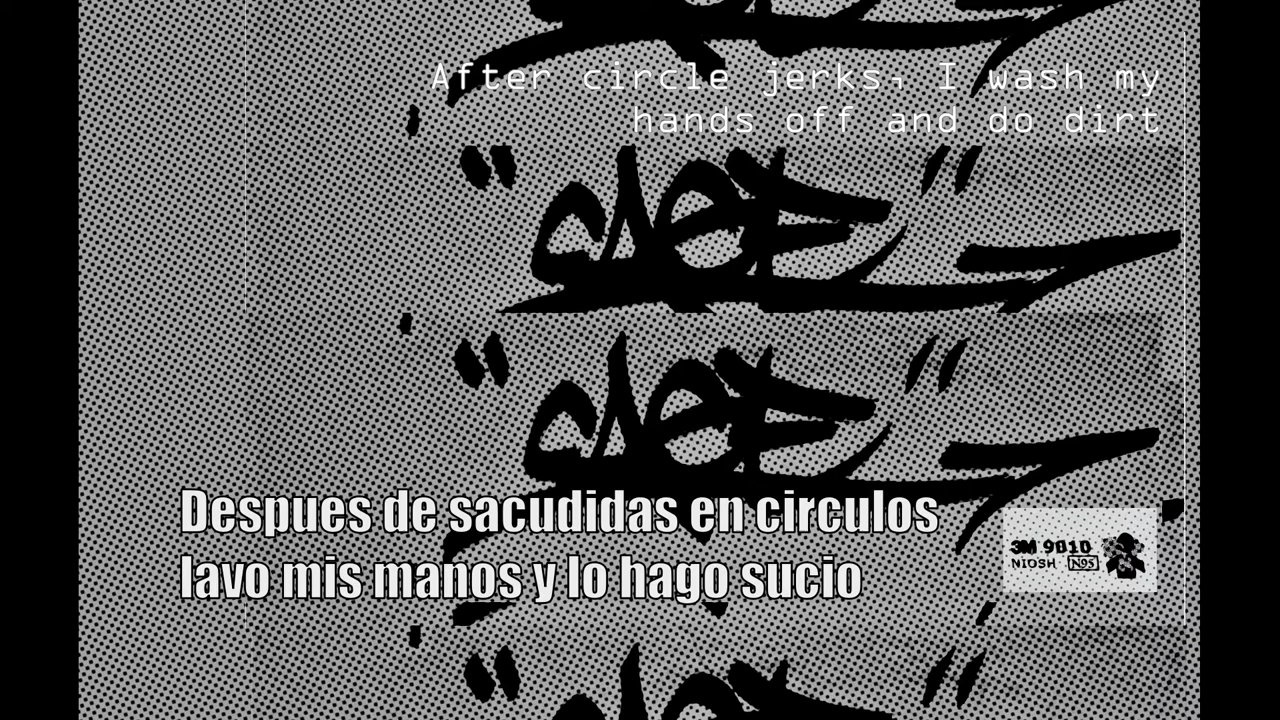 After circle jerks, I wash my
hands off and do dirt
Despues de sacudidas en circulos
lavo mis manos y lo hago sucio
3M 9010
NIOSH N95